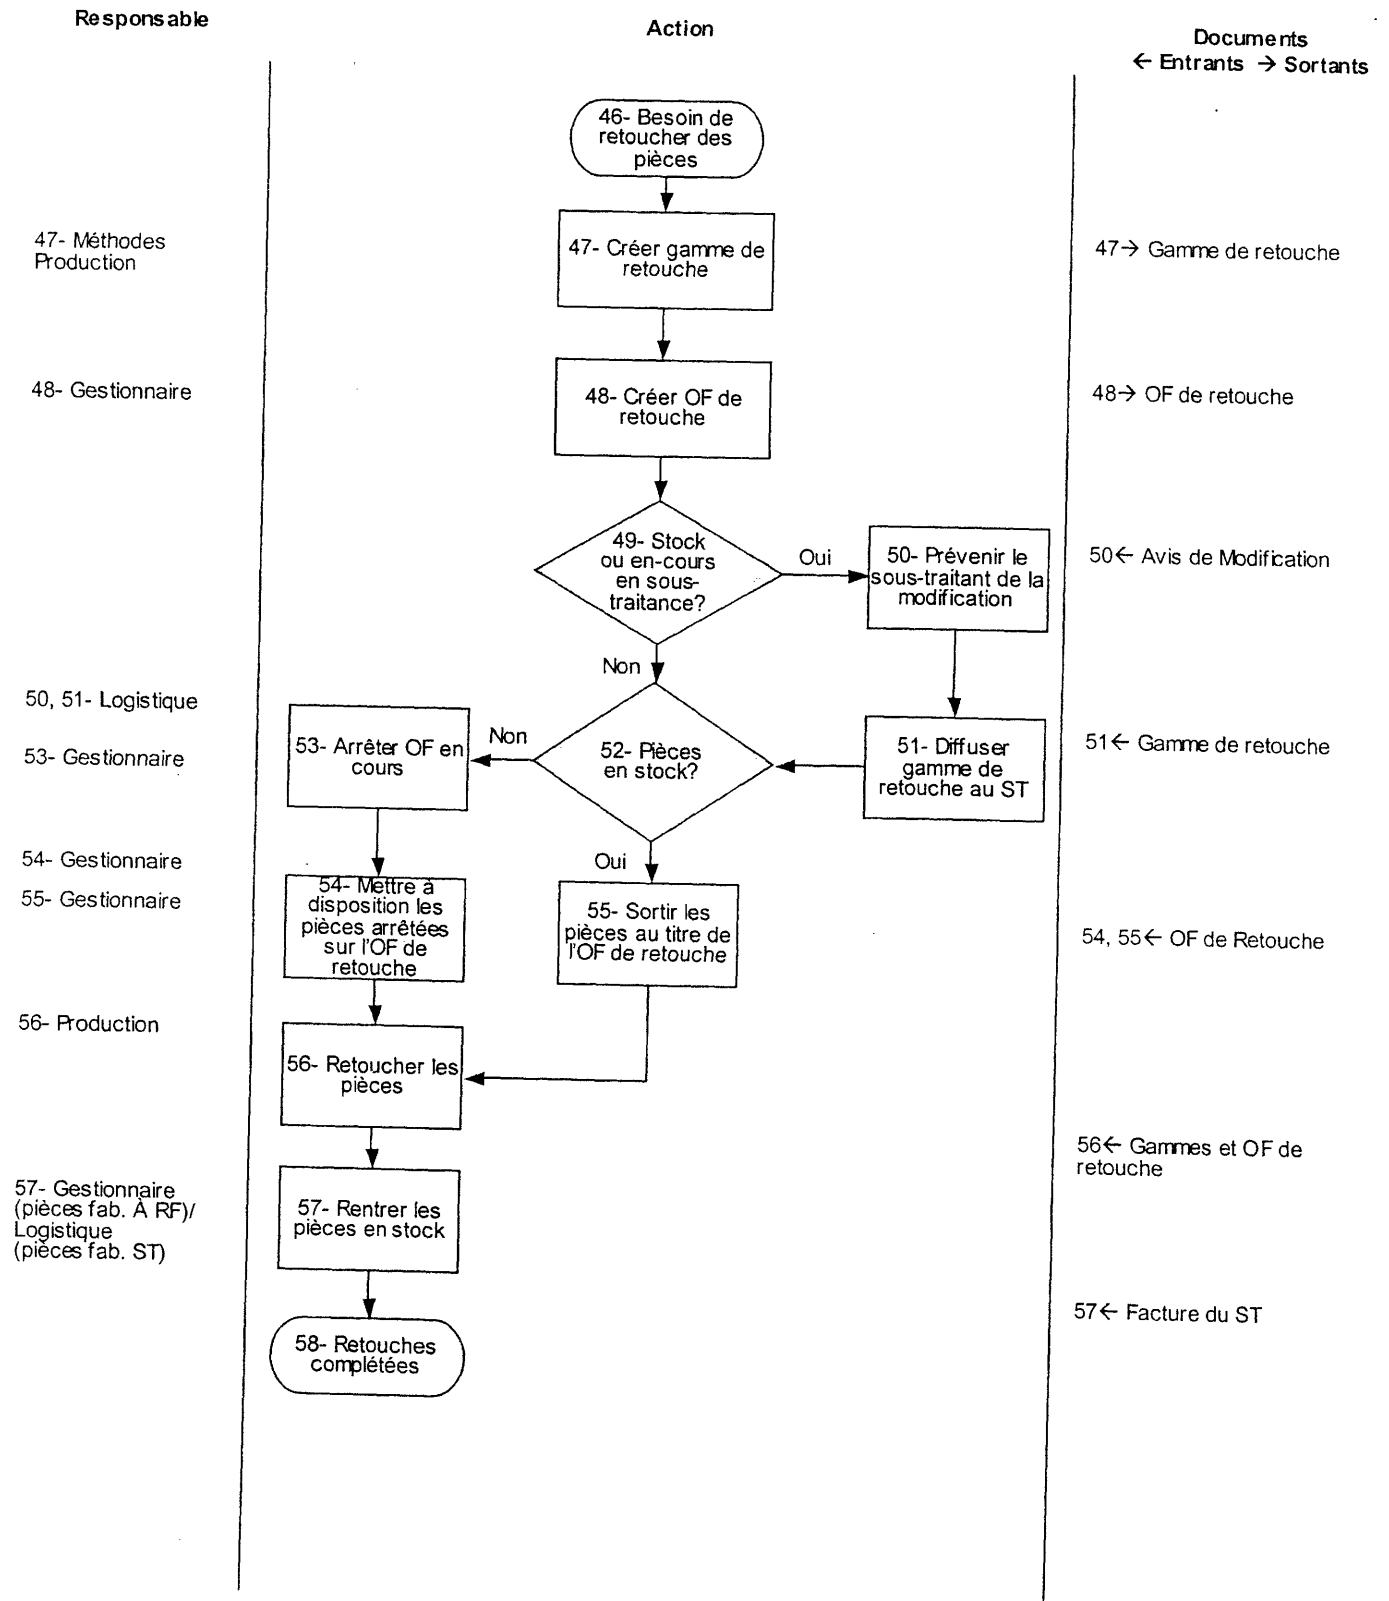 Responsable
Action
Documents
← Entrants → Sortants
46- Besoin de
retoucher des
pièces
47- Méthodes
Production
47- Créer gamme de
retouche
47→ Gamme de retouche
48- Gestionnaire
48- Créer OF de
retouche
48→ OF de retouche
49- Stock
ou en-cours
en sous-
traitance?
Oui
50- Prévenir le
sous-traitant de la
modification
50← Avis de Modification
Non
50, 51- Logistique
53- Gestionnaire
53- Arrêter OF en
cours
Non
52- Pièces
en stock?
51- Diffuser
gamme de
retouche au ST
51← Gamme de retouche
Oui
54- Gestionnaire
55- Gestionnaire
54- Mettre à
disposition les
pièces arrêtées
sur l'OF de
retouche
55- Sortir les
pièces au titre de
l'OF de retouche
54, 55← OF de Retouche
56- Production
56- Retoucher les
pièces
56← Gammes et OF de
retouche
57- Gestionnaire
(pièces fab. À RF)/
Logistique
(pièces fab. ST)
57- Rentrer les
pièces en stock
57← Facture du ST
58- Retouches
complétées